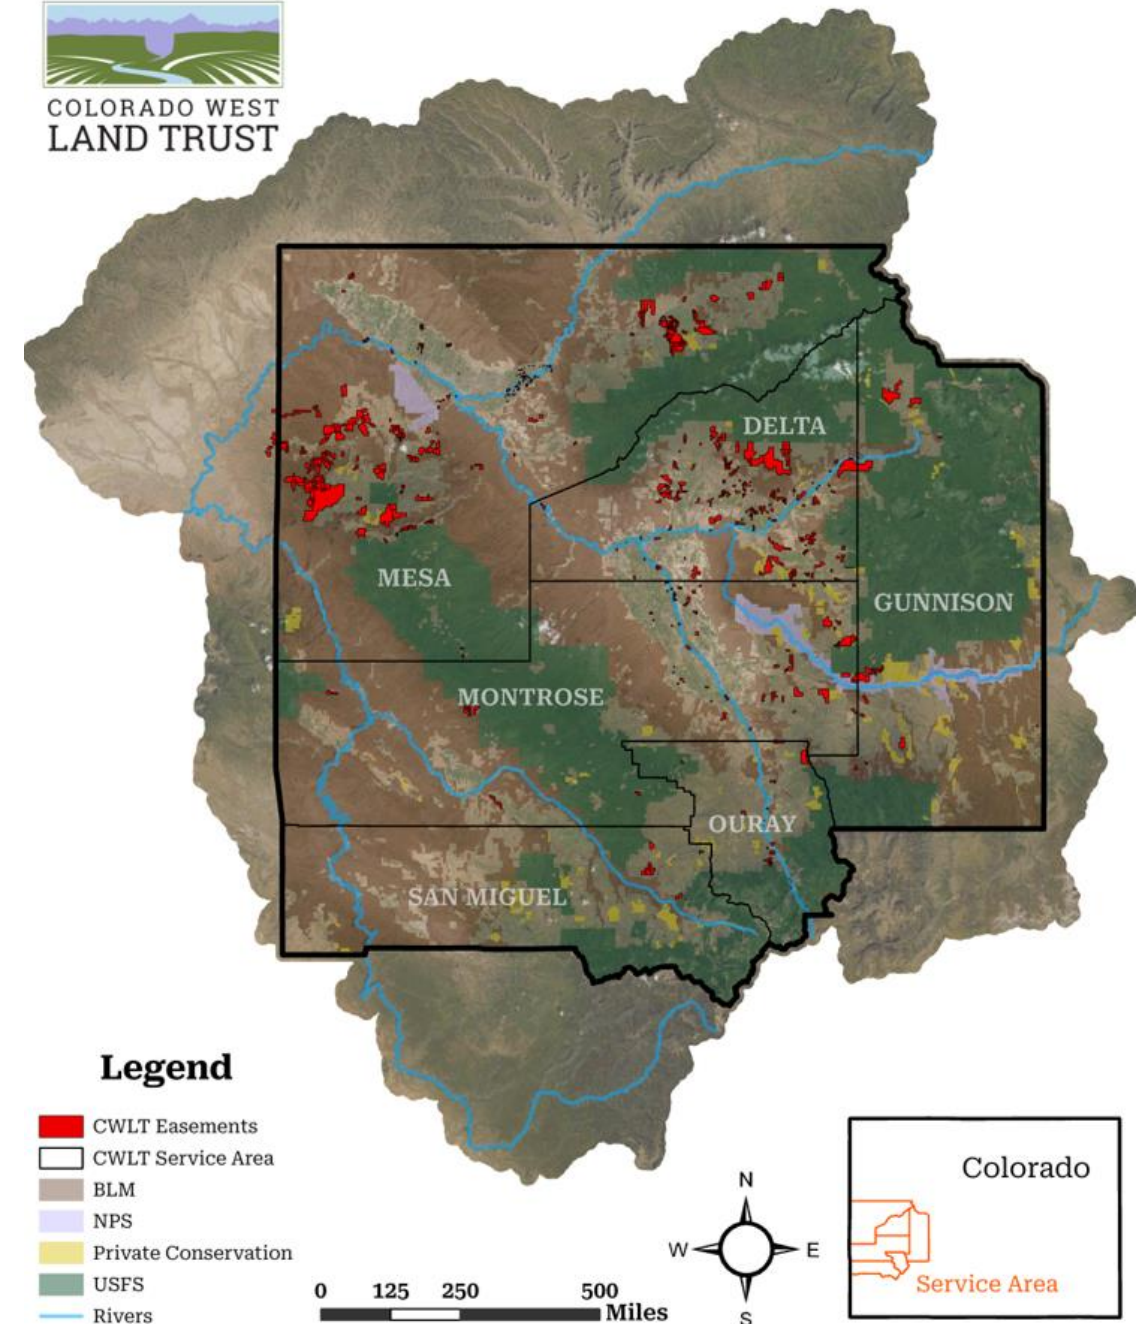 COLORADO WEST
LAND TRUST
DELTA
MESA
GUNNISON
MONTROSE
OURAY
SAN MIGUEL
Legend
CWLT Easements
CWLT Service Area
BLM
NPS
Private Conservation
USFS
Rivers
0 125 250 500
Miles
N
W E
S
Colorado
Service Area